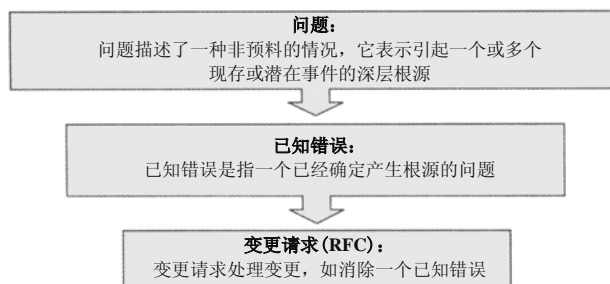 问题：
问题描述了一种非预料的情况，它表示引起一个或多个
现存或潜在事件的深层根源
已知错误：
已知错误是指一个已经确定产生根源的问题
变更请求(RFC)：
变更请求处理变更，如消除一个已知错误